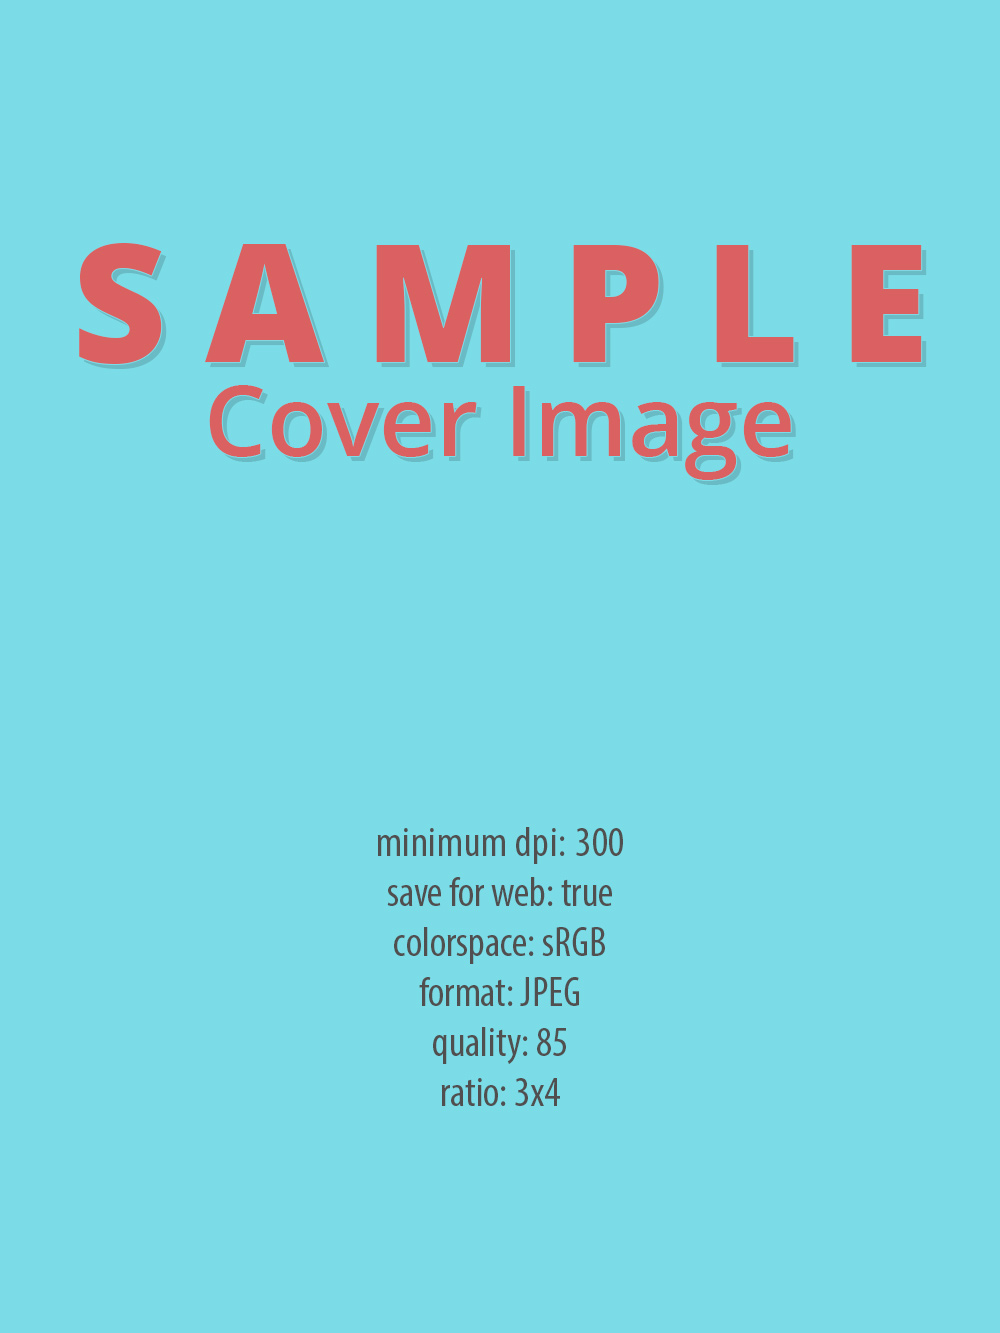 SAMPLE
Cover Image
minimum dpi: 300
save for web: true
colorspace: sRGB
format: JPEG
quality: 85
ratio: 3x4